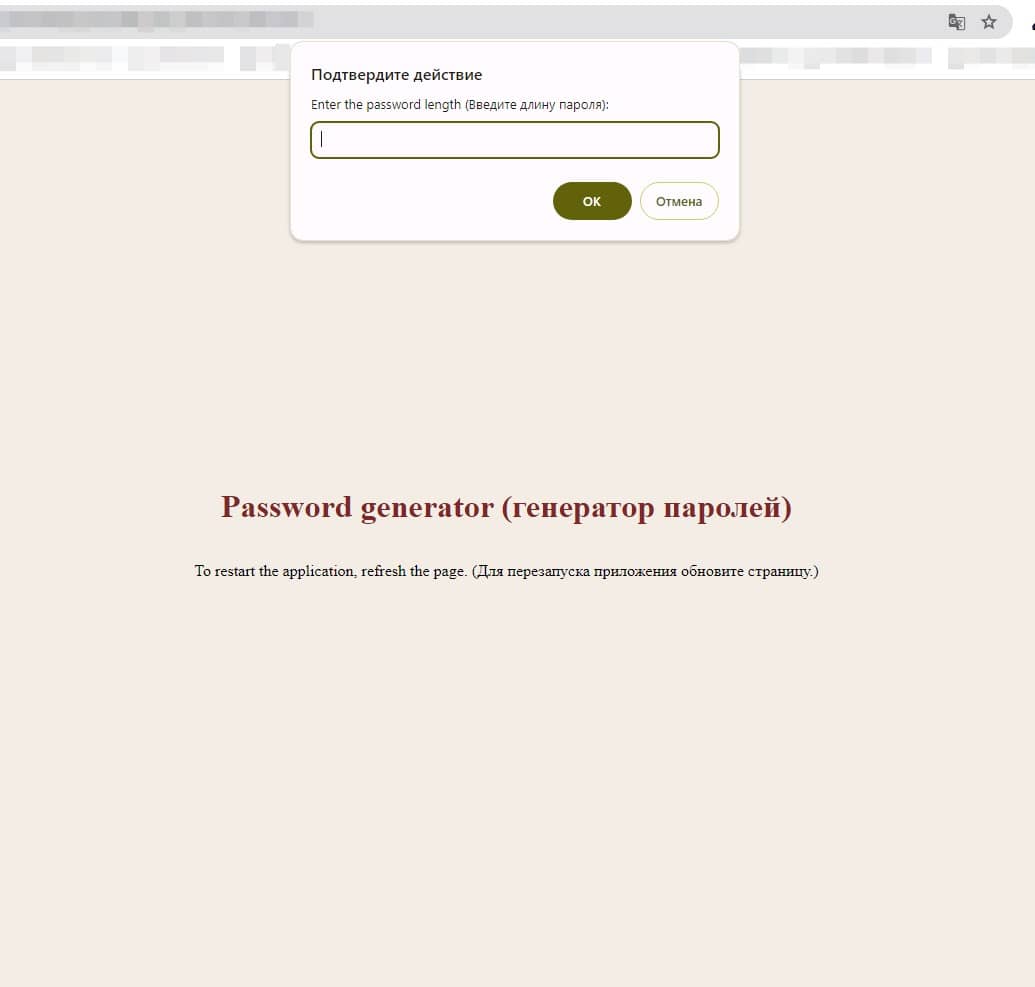 Подтвердите действие
Enter the password length (Введите длину пароля):
ОК
Отмена
Password generator (генератор паролей)
To restart the application, refresh the page. (Для перезапуска приложения обновите страницу.)